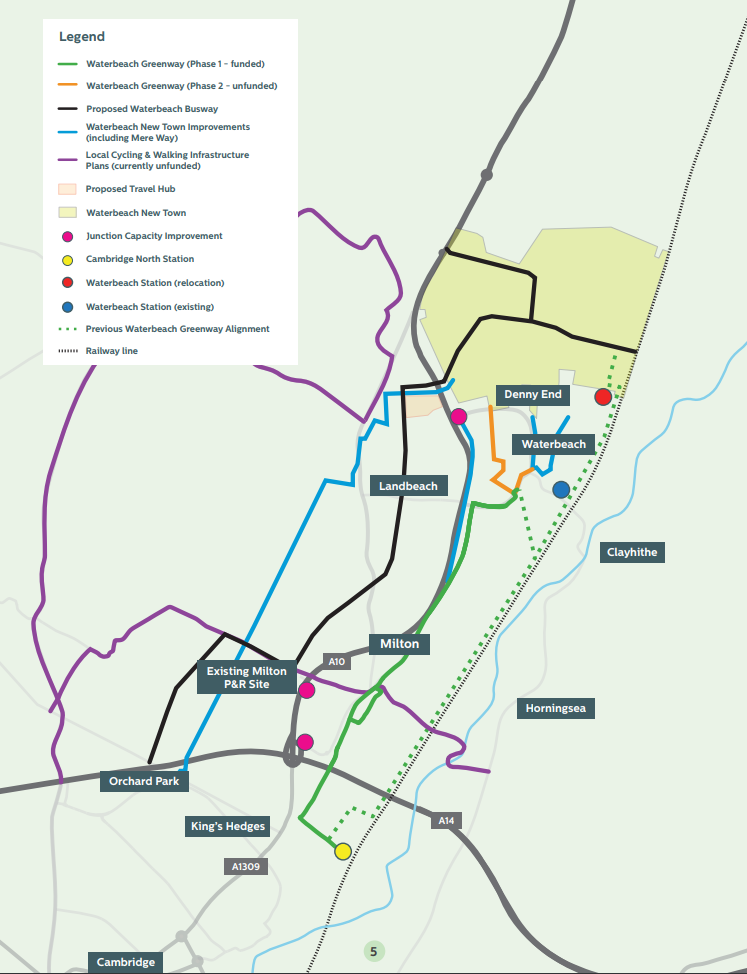 Legend
Waterbeach Greenway (Phase 1 - funded)
Waterbeach Greenway (Phase 2 - unfunded)
Proposed Waterbeach Busway
Waterbeach New Town Improvements
(including Mere Way)
Local Cycling & Walking Infrastructure
Plans (currently unfunded)
Proposed Travel Hub
Waterbeach New Town
Junction Capacity Improvement
Cambridge North Station
Waterbeach Station (relocation)
Waterbeach Station (existing)
Previous Waterbeach Greenway Alignment
Railway line
Denny End
Waterbeach
Landbeach
Clayhithe
Milton
A10
Existing Milton
P&R Site
Horningsea
Orchard Park
King's Hedges
A14
A1309
5
Cambridge